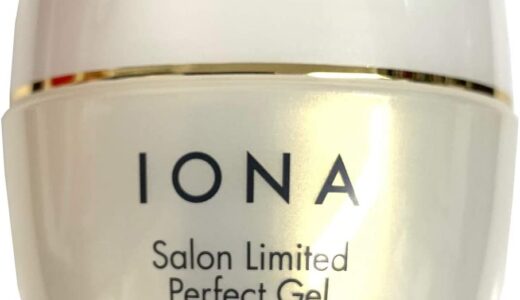 IONA
Salon Limited
Perfect Gel